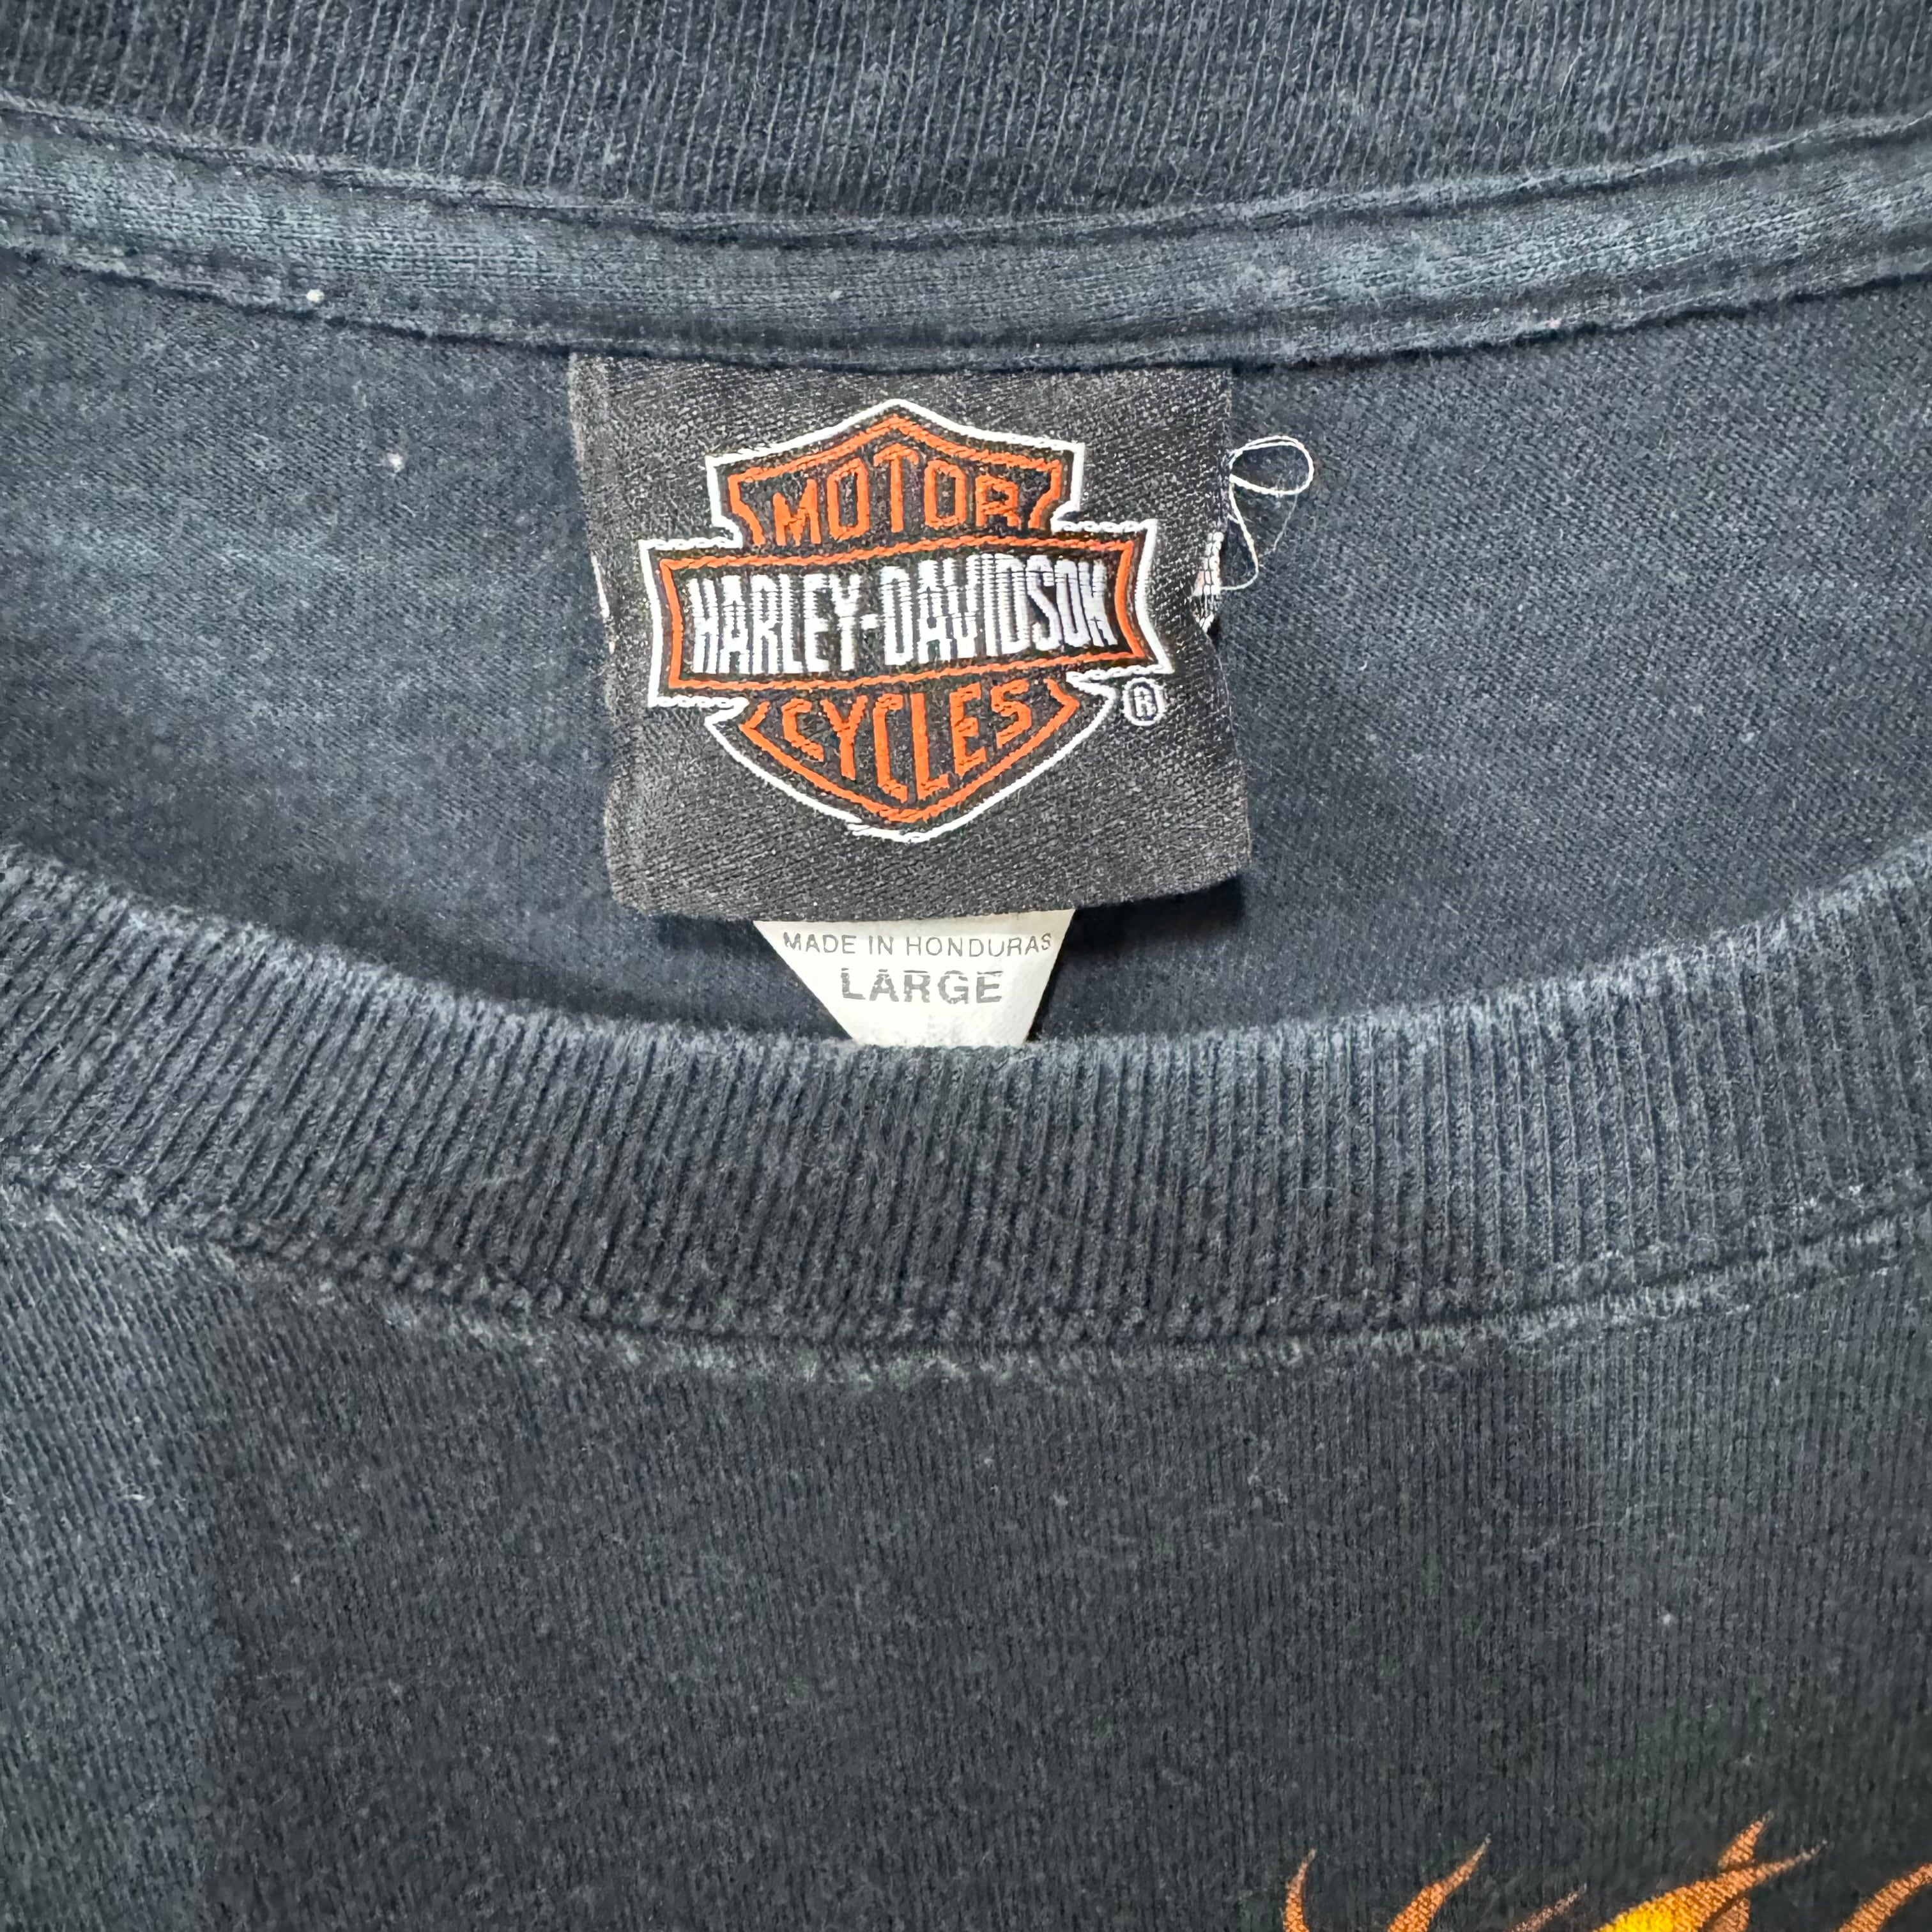 MOTOR
HARLEY-DAVIDSON
CYCLES
®
MADE IN HONDURAS
LARGE